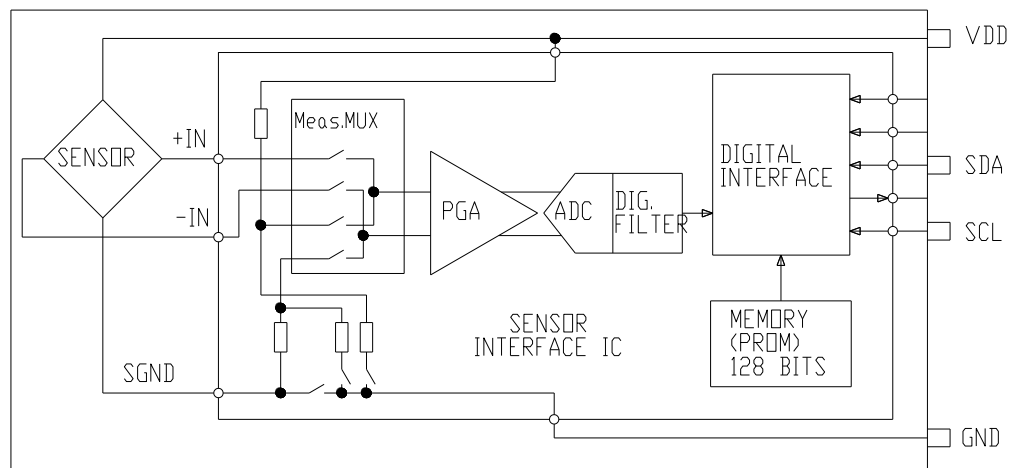 VDD
Meas.MUX
+IN
SENSOR
DIGITAL
INTERFACE
SDA
-IN
PGA
ADC
DIG.
FILTER
SCL
SENSOR
INTERFACE IC
MEMORY
(PROM)
128 BITS
SGND
GND